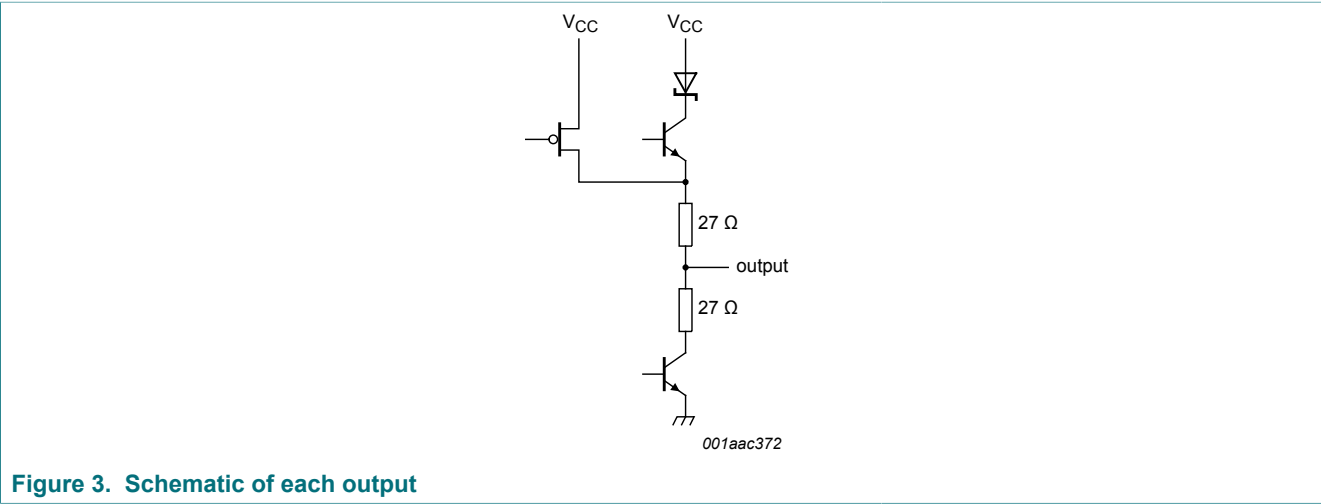 VCC VCC
27 Ω
output
27 Ω
001aac372
Figure 3. Schematic of each output